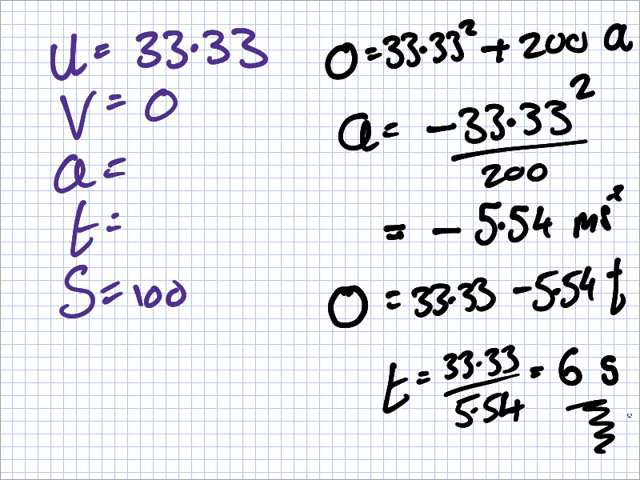 u = 33.33
v = 0
a =
t =
s = 100
0 = 33.33² + 200 a
a = -33.33²
200
= - 5.54 ms⁻²
0 = 33.33 - 5.54 t
t = 33.33 = 6 s
5.54